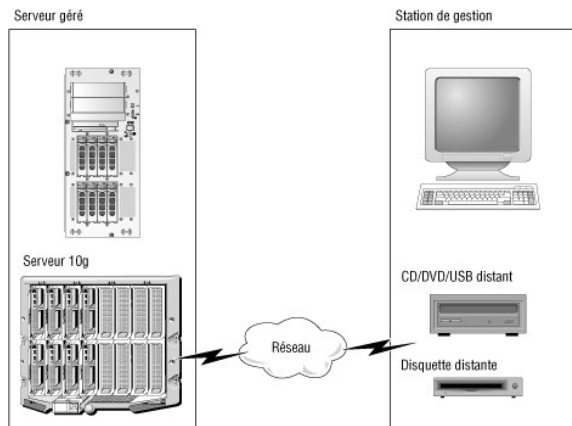 Serveur géré
Station de gestion
Serveur 10g
CD/DVD/USB distant
Réseau
Disquette distante